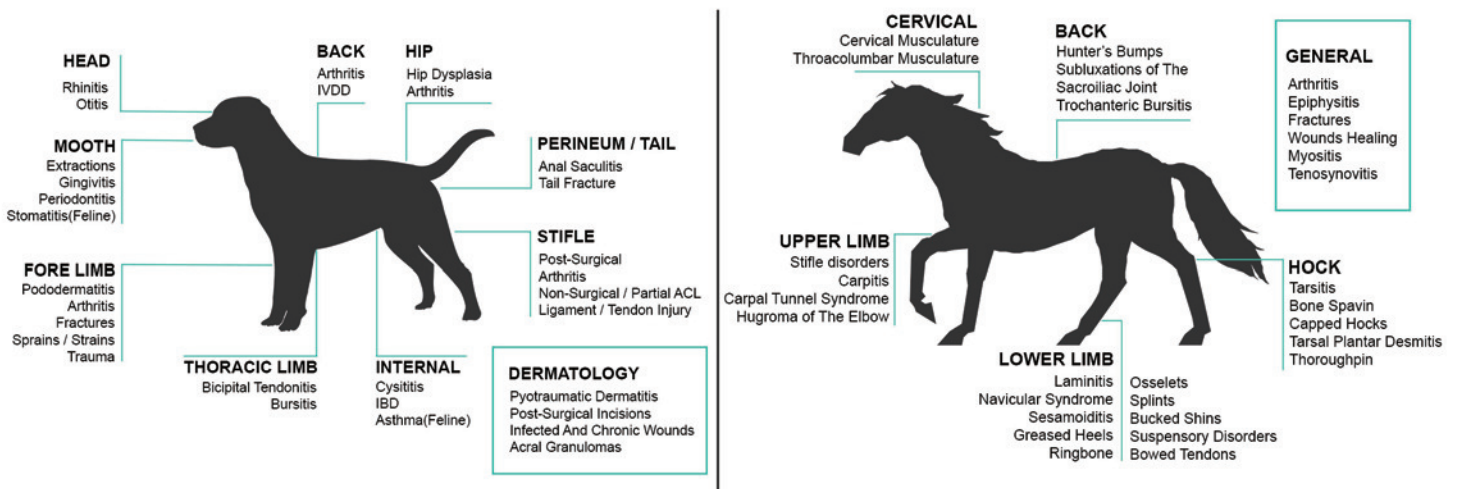 HEAD
Rhinitis
Otitis
MOOTH
Extractions
Gingivitis
Periodontitis
Stomatitis(Feline)
FORE LIMB
Pododermatitis
Arthritis
Fractures
Sprains / Strains
Trauma
BACK
Arthritis
IVDD
HIP
Hip Dysplasia
Arthritis
PERINEUM / TAIL
Anal Saculitis
Tail Fracture
STIFLE
Post-Surgical
Arthritis
Non-Surgical / Partial ACL
Ligament / Tendon Injury
THORACIC LIMB
Bicipital Tendonitis
Bursitis
INTERNAL
Cysititis
IBD
Asthma(Feline)
DERMATOLOGY
Pyotraumatic Dermatitis
Post-Surgical Incisions
Infected And Chronic Wounds
Acral Granulomas
CERVICAL
Cervical Musculature
Throacolumbar Musculature
BACK
Hunter's Bumps
Subluxations of The
Sacroiliac Joint
Trochanteric Bursitis
GENERAL
Arthritis
Epiphysitis
Fractures
Wounds Healing
Myositis
Tenosynovitis
UPPER LIMB
Stifle disorders
Carpitis
Carpal Tunnel Syndrome
Hugroma of The Elbow
HOCK
Tarsitis
Bone Spavin
Capped Hocks
Tarsal Plantar Desmitis
Thoroughpin
LOWER LIMB
Laminitis
Navicular Syndrome
Sesamoiditis
Greased Heels
Ringbone
Osselets
Splints
Bucked Shins
Suspensory Disorders
Bowed Tendons